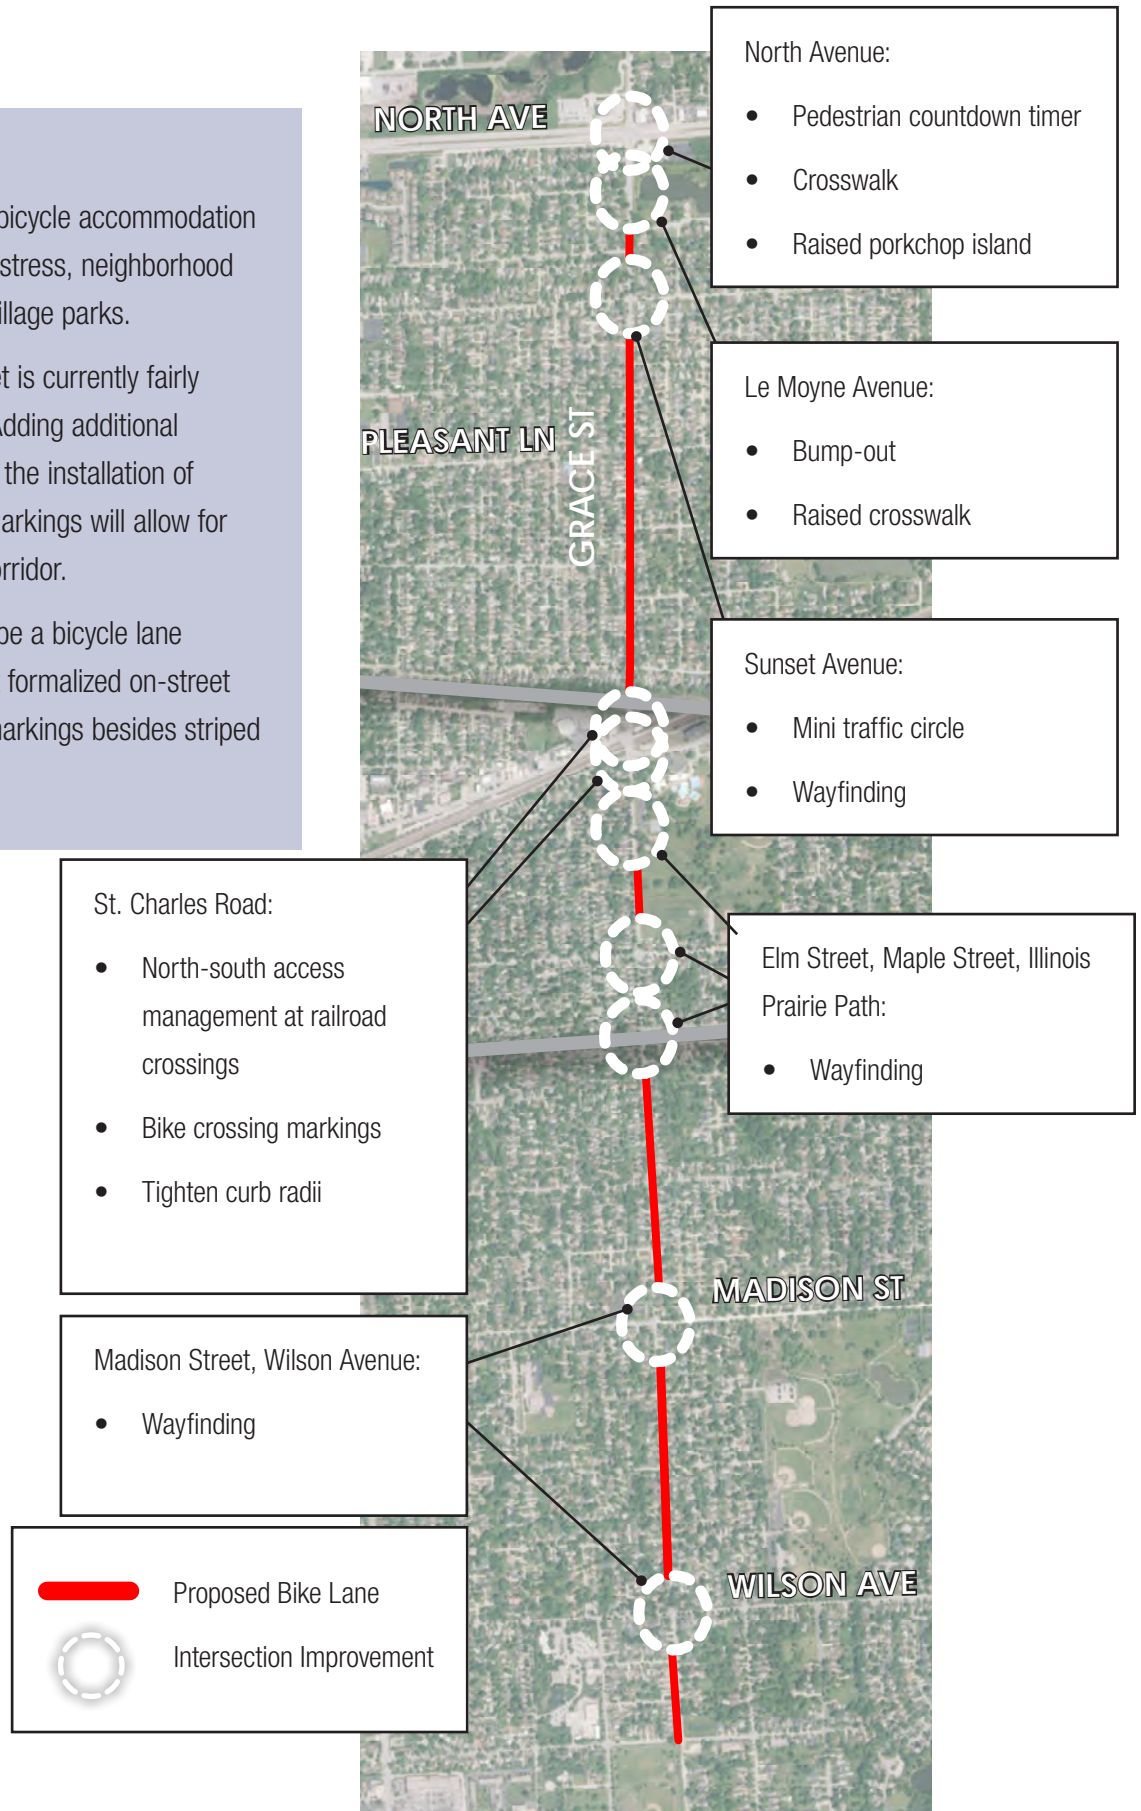 bicycle accommodation
stress, neighborhood
illage parks.
et is currently fairly
Adding additional
the installation of
arkings will allow for
orridor.
be a bicycle lane
formalized on-street
narkings besides striped
NORTH AVE
PLEASANT LN
GRACE ST
MADISON ST
WILSON AVE
North Avenue:
• Pedestrian countdown timer
• Crosswalk
• Raised porkchop island
Le Moyne Avenue:
• Bump-out
• Raised crosswalk
Sunset Avenue:
• Mini traffic circle
• Wayfinding
St. Charles Road:
• North-south access
management at railroad
crossings
• Bike crossing markings
• Tighten curb radii
Elm Street, Maple Street, Illinois
Prairie Path:
• Wayfinding
Madison Street, Wilson Avenue:
• Wayfinding
Proposed Bike Lane
Intersection Improvement